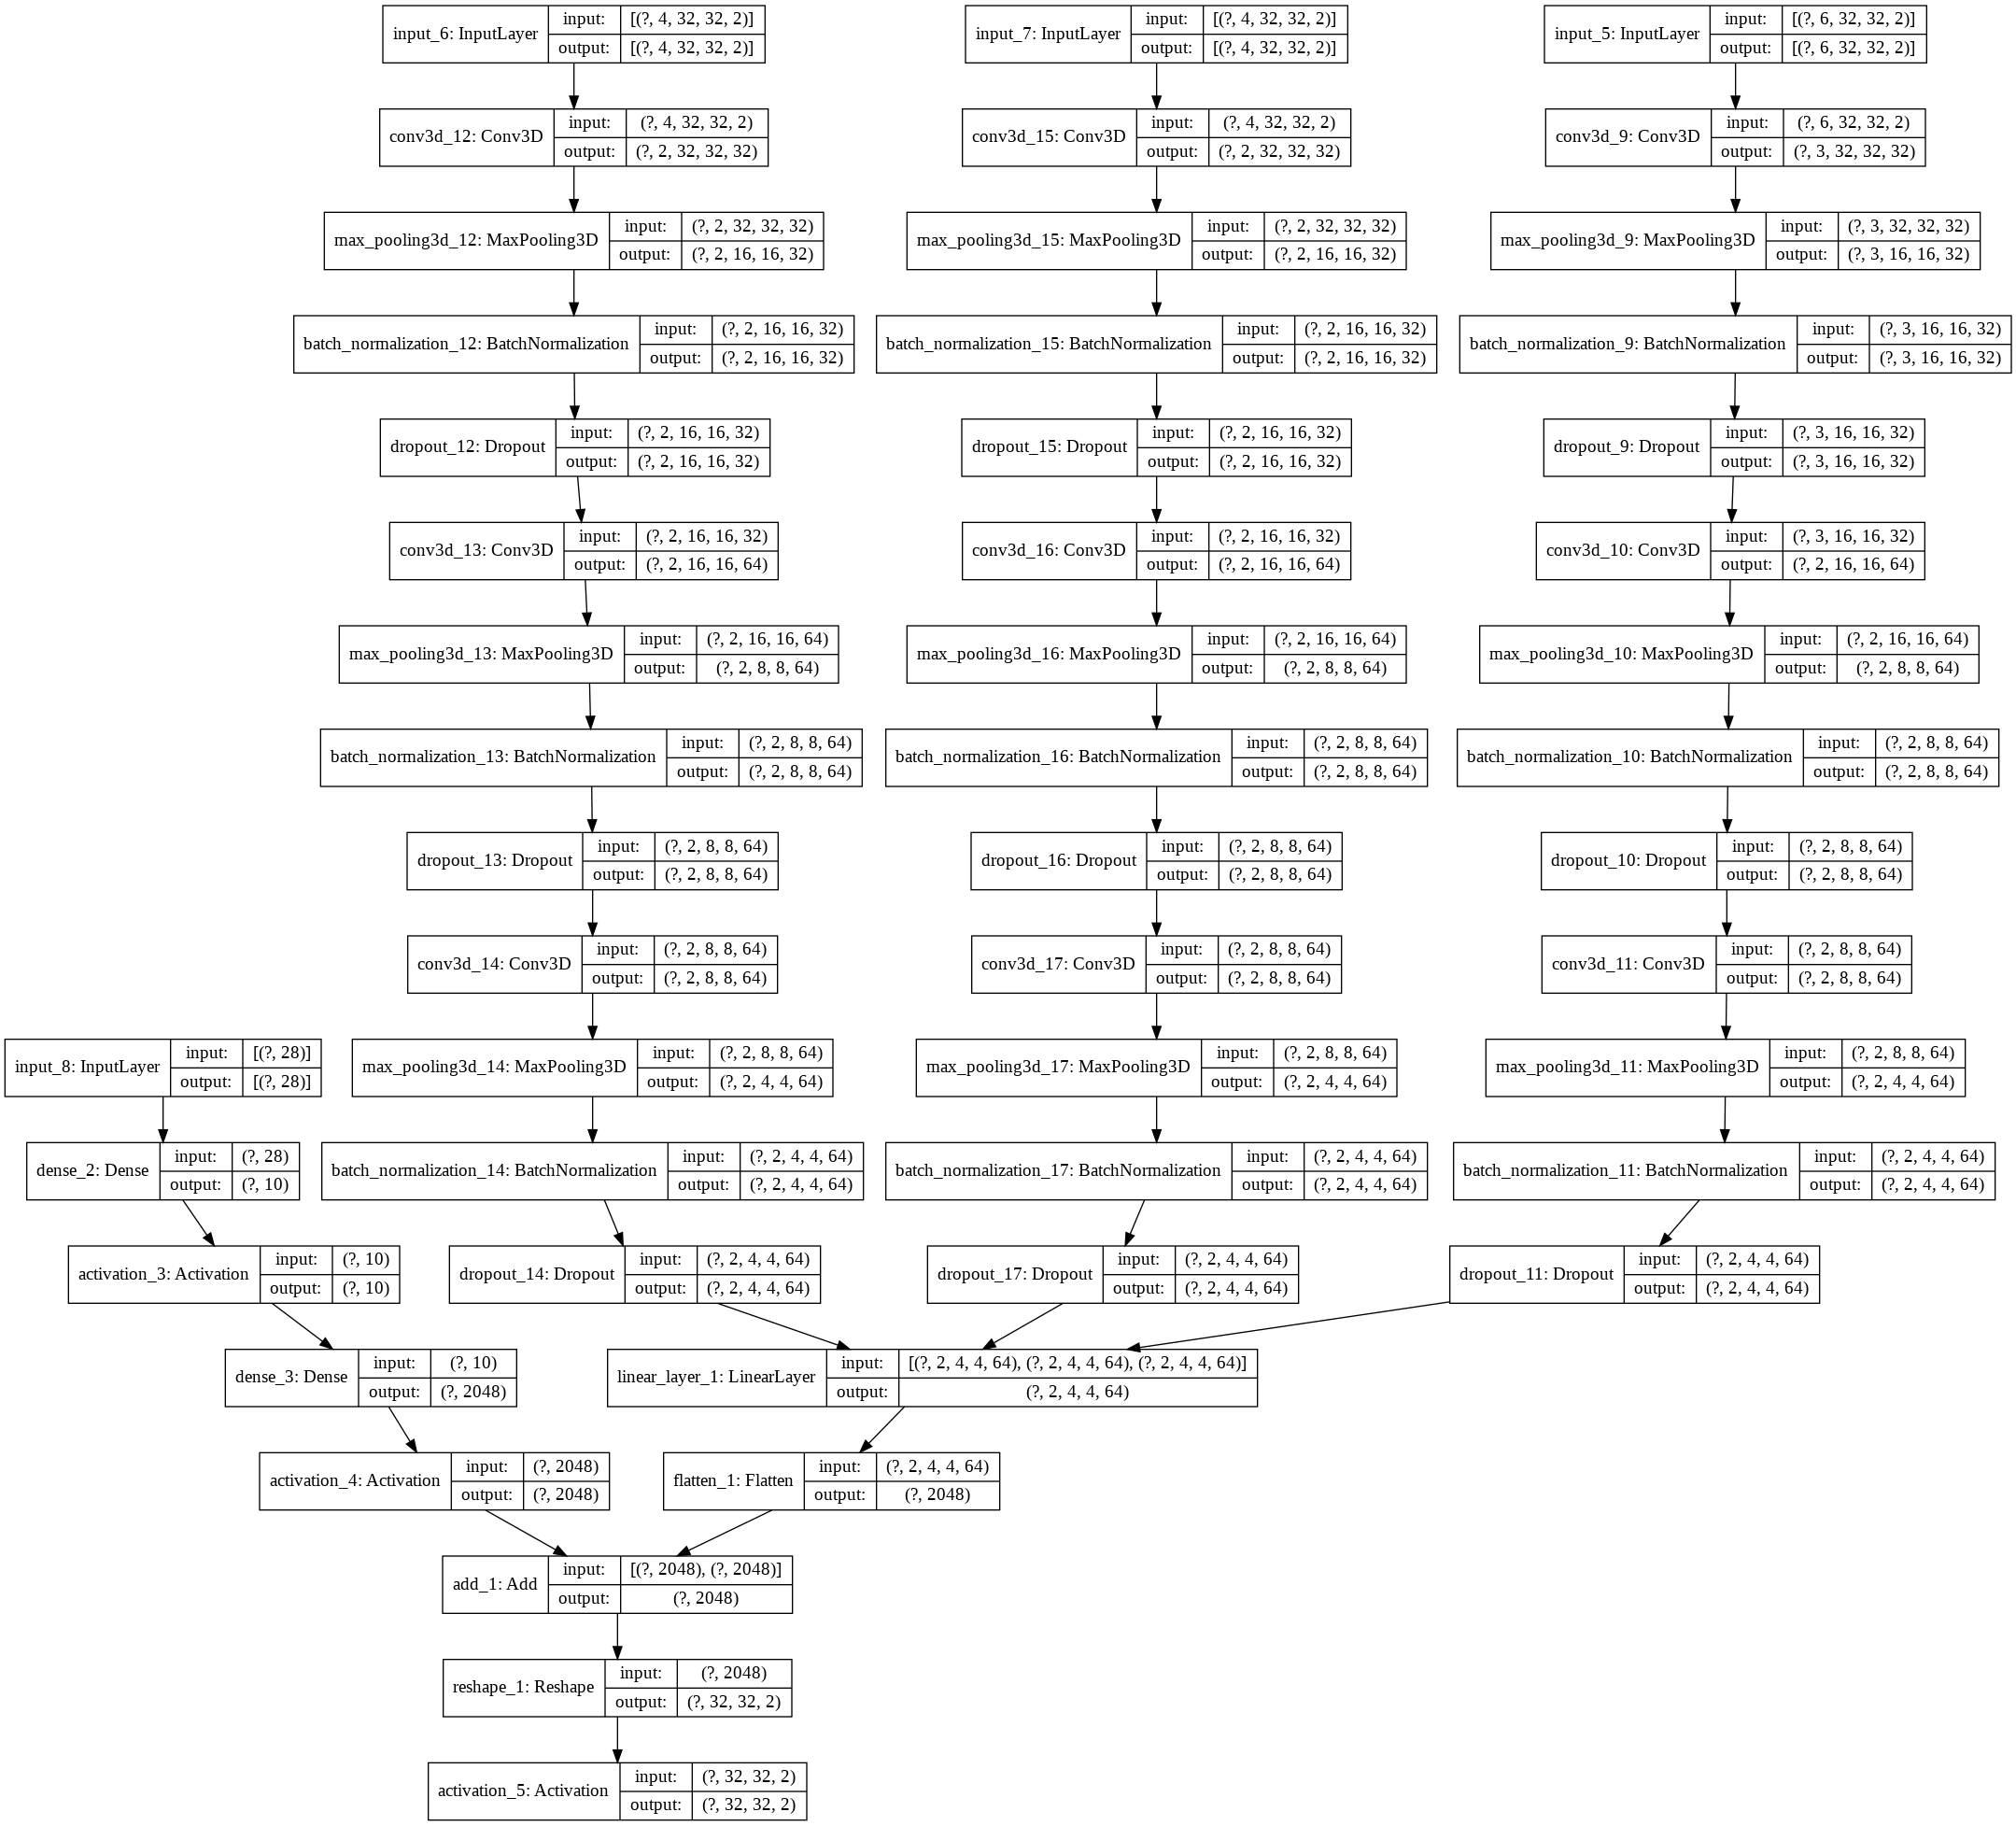 input_6: InputLayer
input: [(?, 4, 32, 32, 2)]
output: [(?, 4, 32, 32, 2)]
input_7: InputLayer
input: [(?, 4, 32, 32, 2)]
output: [(?, 4, 32, 32, 2)]
input_5: InputLayer
input: [(?, 6, 32, 32, 2)]
output: [(?, 6, 32, 32, 2)]
conv3d_12: Conv3D
input: (?, 4, 32, 32, 2)
output: (?, 2, 32, 32, 32)
conv3d_15: Conv3D
input: (?, 4, 32, 32, 2)
output: (?, 2, 32, 32, 32)
conv3d_9: Conv3D
input: (?, 6, 32, 32, 2)
output: (?, 3, 32, 32, 32)
max_pooling3d_12: MaxPooling3D
input: (?, 2, 32, 32, 32)
output: (?, 2, 16, 16, 32)
max_pooling3d_15: MaxPooling3D
input: (?, 2, 32, 32, 32)
output: (?, 2, 16, 16, 32)
max_pooling3d_9: MaxPooling3D
input: (?, 3, 32, 32, 32)
output: (?, 3, 16, 16, 32)
batch_normalization_12: BatchNormalization
input: (?, 2, 16, 16, 32)
output: (?, 2, 16, 16, 32)
batch_normalization_15: BatchNormalization
input: (?, 2, 16, 16, 32)
output: (?, 2, 16, 16, 32)
batch_normalization_9: BatchNormalization
input: (?, 3, 16, 16, 32)
output: (?, 3, 16, 16, 32)
dropout_12: Dropout
input: (?, 2, 16, 16, 32)
output: (?, 2, 16, 16, 32)
dropout_15: Dropout
input: (?, 2, 16, 16, 32)
output: (?, 2, 16, 16, 32)
dropout_9: Dropout
input: (?, 3, 16, 16, 32)
output: (?, 3, 16, 16, 32)
conv3d_13: Conv3D
input: (?, 2, 16, 16, 32)
output: (?, 2, 16, 16, 64)
conv3d_16: Conv3D
input: (?, 2, 16, 16, 32)
output: (?, 2, 16, 16, 64)
conv3d_10: Conv3D
input: (?, 3, 16, 16, 32)
output: (?, 2, 16, 16, 64)
max_pooling3d_13: MaxPooling3D
input: (?, 2, 16, 16, 64)
output: (?, 2, 8, 8, 64)
max_pooling3d_16: MaxPooling3D
input: (?, 2, 16, 16, 64)
output: (?, 2, 8, 8, 64)
max_pooling3d_10: MaxPooling3D
input: (?, 2, 16, 16, 64)
output: (?, 2, 8, 8, 64)
batch_normalization_13: BatchNormalization
input: (?, 2, 8, 8, 64)
output: (?, 2, 8, 8, 64)
batch_normalization_16: BatchNormalization
input: (?, 2, 8, 8, 64)
output: (?, 2, 8, 8, 64)
batch_normalization_10: BatchNormalization
input: (?, 2, 8, 8, 64)
output: (?, 2, 8, 8, 64)
dropout_13: Dropout
input: (?, 2, 8, 8, 64)
output: (?, 2, 8, 8, 64)
dropout_16: Dropout
input: (?, 2, 8, 8, 64)
output: (?, 2, 8, 8, 64)
dropout_10: Dropout
input: (?, 2, 8, 8, 64)
output: (?, 2, 8, 8, 64)
conv3d_14: Conv3D
input: (?, 2, 8, 8, 64)
output: (?, 2, 8, 8, 64)
conv3d_17: Conv3D
input: (?, 2, 8, 8, 64)
output: (?, 2, 8, 8, 64)
conv3d_11: Conv3D
input: (?, 2, 8, 8, 64)
output: (?, 2, 8, 8, 64)
input_8: InputLayer
input: [(?, 28)]
output: [(?, 28)]
max_pooling3d_14: MaxPooling3D
input: (?, 2, 8, 8, 64)
output: (?, 2, 4, 4, 64)
max_pooling3d_17: MaxPooling3D
input: (?, 2, 8, 8, 64)
output: (?, 2, 4, 4, 64)
max_pooling3d_11: MaxPooling3D
input: (?, 2, 8, 8, 64)
output: (?, 2, 4, 4, 64)
dense_2: Dense
input: (?, 28)
output: (?, 10)
batch_normalization_14: BatchNormalization
input: (?, 2, 4, 4, 64)
output: (?, 2, 4, 4, 64)
batch_normalization_17: BatchNormalization
input: (?, 2, 4, 4, 64)
output: (?, 2, 4, 4, 64)
batch_normalization_11: BatchNormalization
input: (?, 2, 4, 4, 64)
output: (?, 2, 4, 4, 64)
activation_3: Activation
input: (?, 10)
output: (?, 10)
dropout_14: Dropout
input: (?, 2, 4, 4, 64)
output: (?, 2, 4, 4, 64)
dropout_17: Dropout
input: (?, 2, 4, 4, 64)
output: (?, 2, 4, 4, 64)
dropout_11: Dropout
input: (?, 2, 4, 4, 64)
output: (?, 2, 4, 4, 64)
dense_3: Dense
input: (?, 10)
output: (?, 2048)
linear_layer_1: LinearLayer
input: [(?, 2, 4, 4, 64), (?, 2, 4, 4, 64), (?, 2, 4, 4, 64)]
output: (?, 2, 4, 4, 64)
activation_4: Activation
input: (?, 2048)
output: (?, 2048)
flatten_1: Flatten
input: (?, 2, 4, 4, 64)
output: (?, 2048)
add_1: Add
input: [(?, 2048), (?, 2048)]
output: (?, 2048)
reshape_1: Reshape
input: (?, 2048)
output: (?, 32, 32, 2)
activation_5: Activation
input: (?, 32, 32, 2)
output: (?, 32, 32, 2)